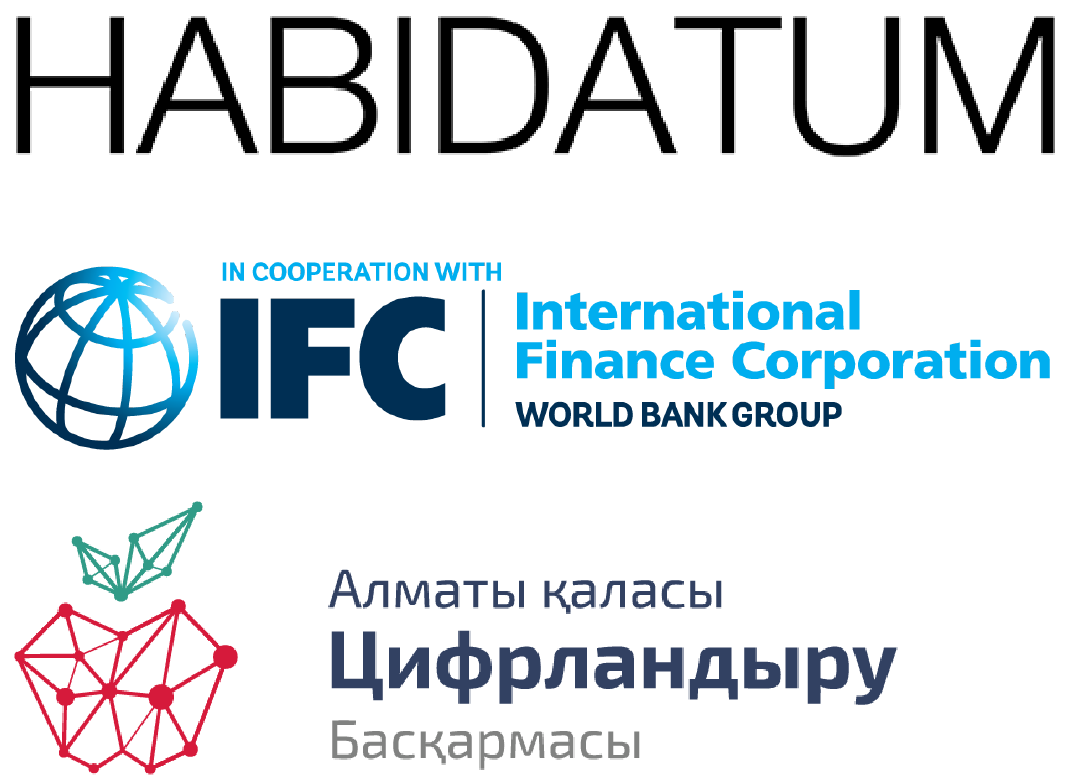 HABIDATUM
IN COOPERATION WITH
IFC
International
Finance Corporation
WORLD BANK GROUP
Алматы қаласы
Цифрландыру
Басқармасы